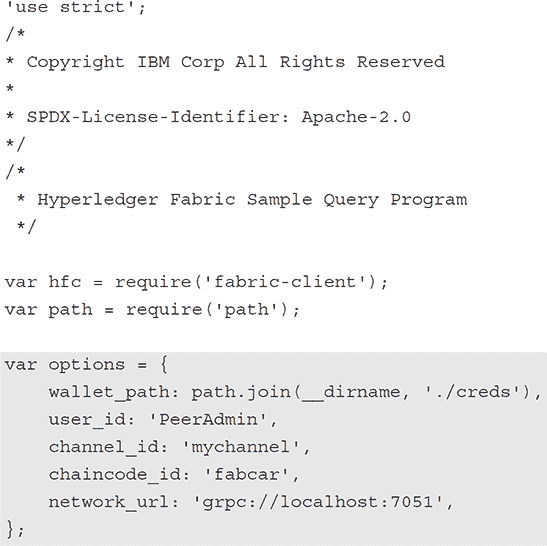 'use strict';
/*
* Copyright IBM Corp All Rights Reserved
*
* SPDX-License-Identifier: Apache-2.0
*/
/*
 * Hyperledger Fabric Sample Query Program
 */

var hfc = require('fabric-client');
var path = require('path');

var options = {
    wallet_path: path.join(__dirname, './creds'),
    user_id: 'PeerAdmin',
    channel_id: 'mychannel',
    chaincode_id: 'fabcar',
    network_url: 'grpc://localhost:7051',
};